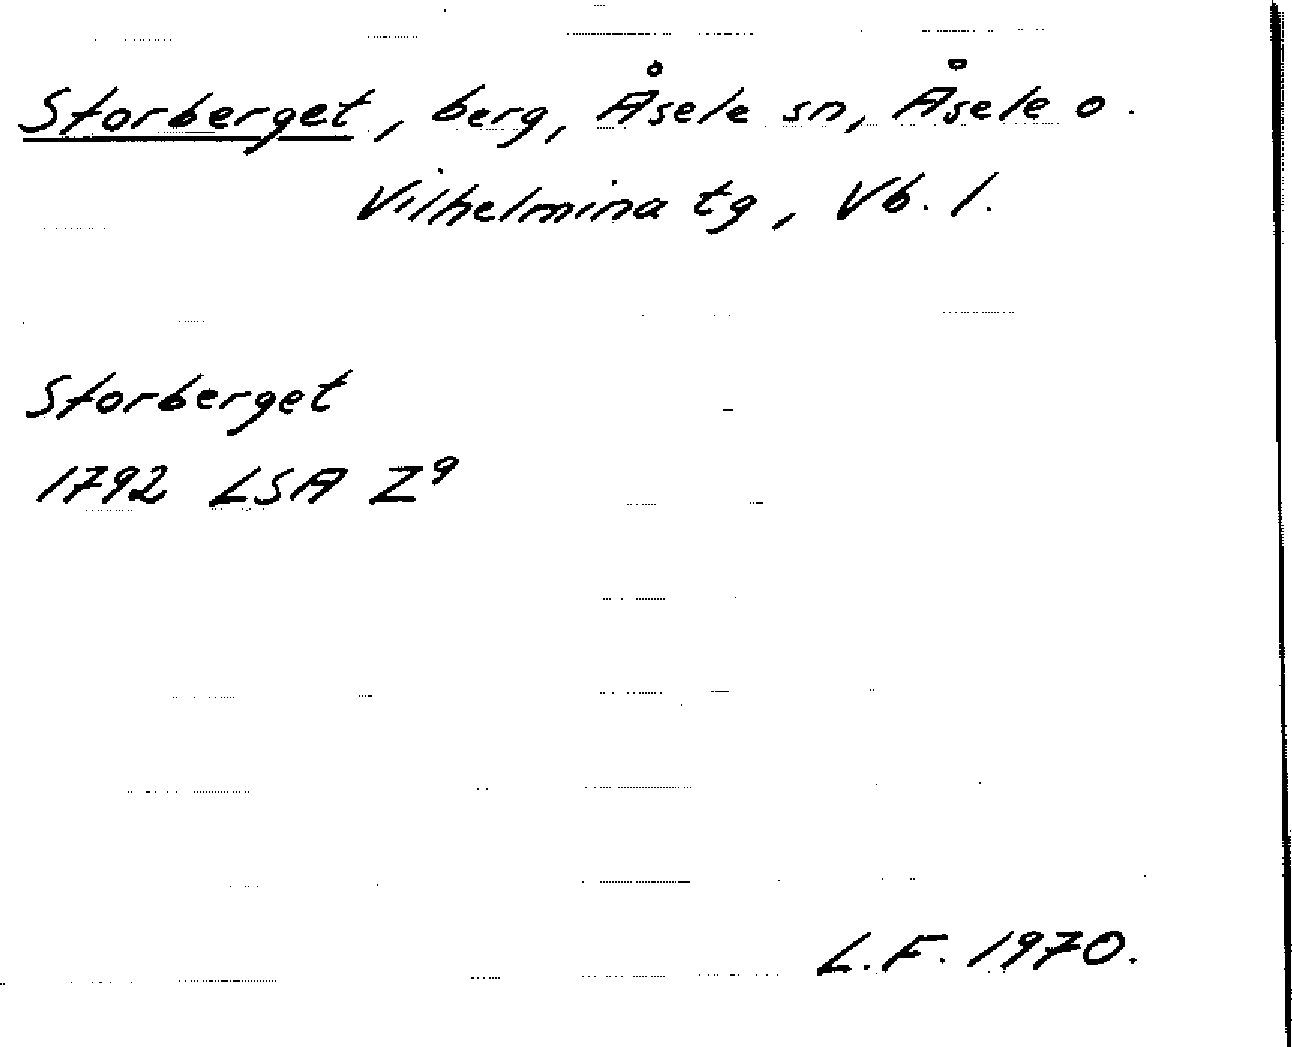 Storberget, berg, Åsele sn, Åsele o.
Vilhelmina tg, Vb. l.
Storberget
1792 LSA Z⁹
L.F. 1970.